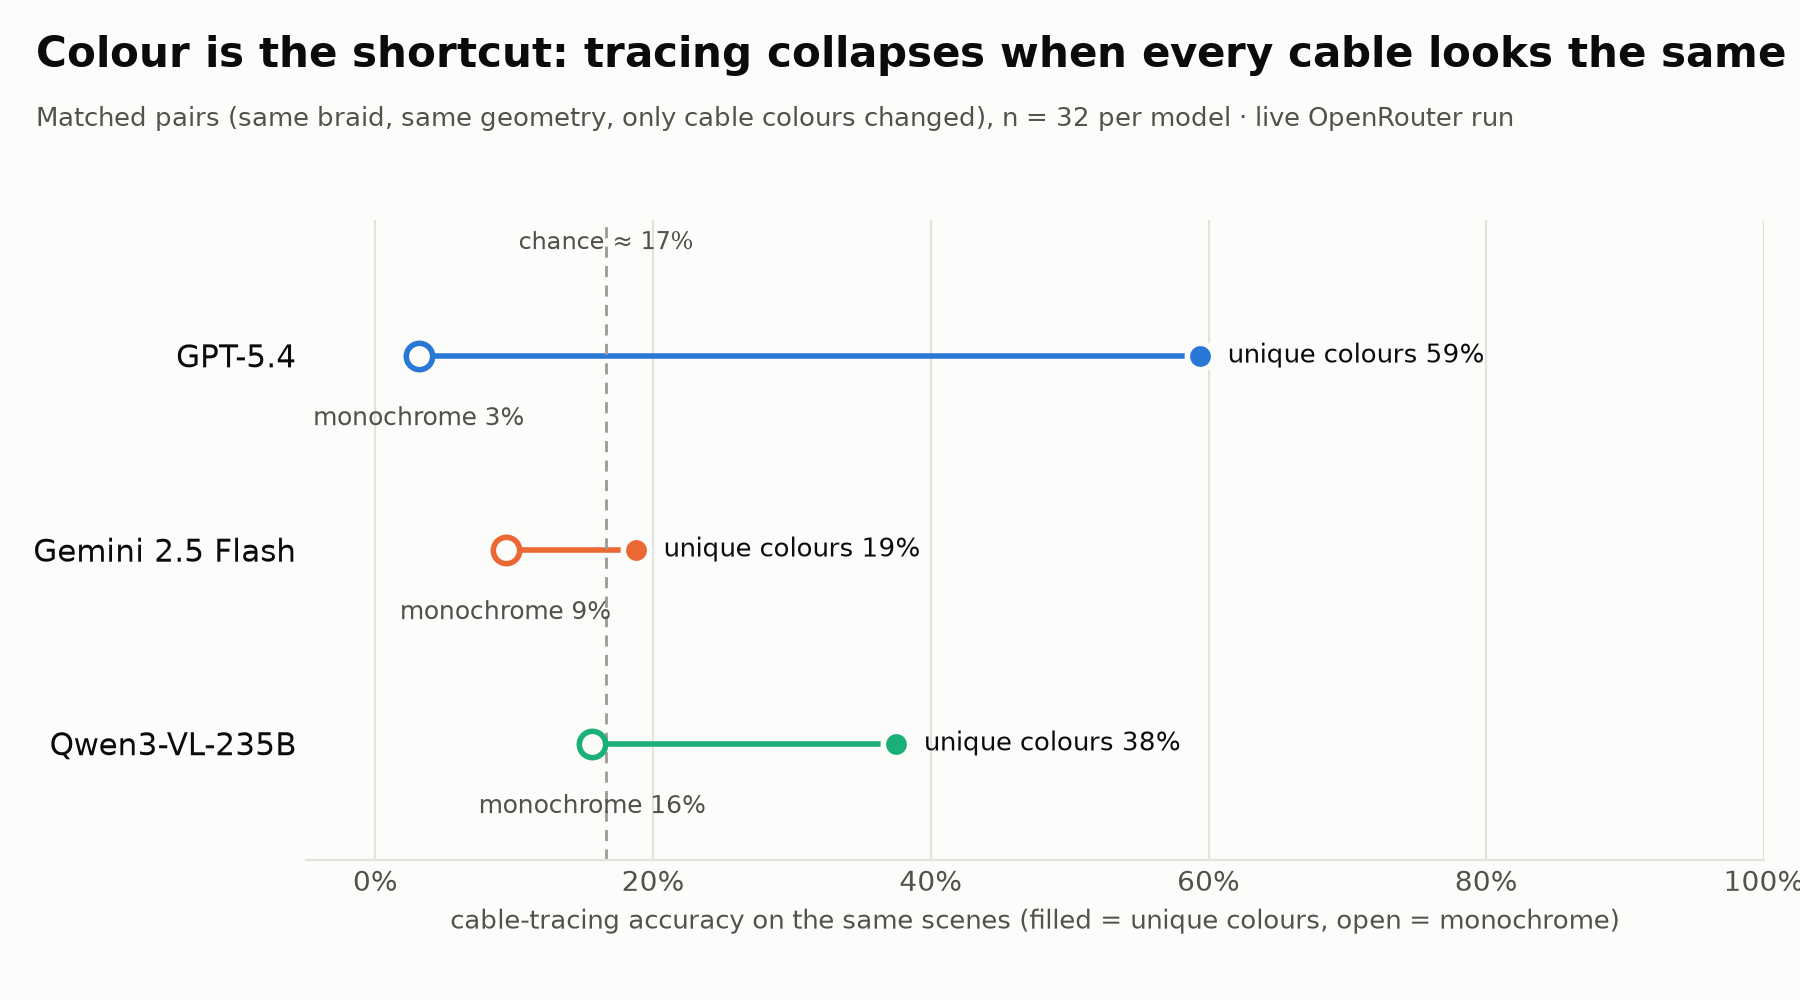 Colour is the shortcut: tracing collapses when every cable looks the same
Matched pairs (same braid, same geometry, only cable colours changed), n = 32 per model · live OpenRouter run
chance ≈ 17%
GPT-5.4
unique colours 59%
monochrome 3%
Gemini 2.5 Flash
unique colours 19%
monochrome 9%
Qwen3-VL-235B
unique colours 38%
monochrome 16%
0% 20% 40% 60% 80% 100%
cable-tracing accuracy on the same scenes (filled = unique colours, open = monochrome)